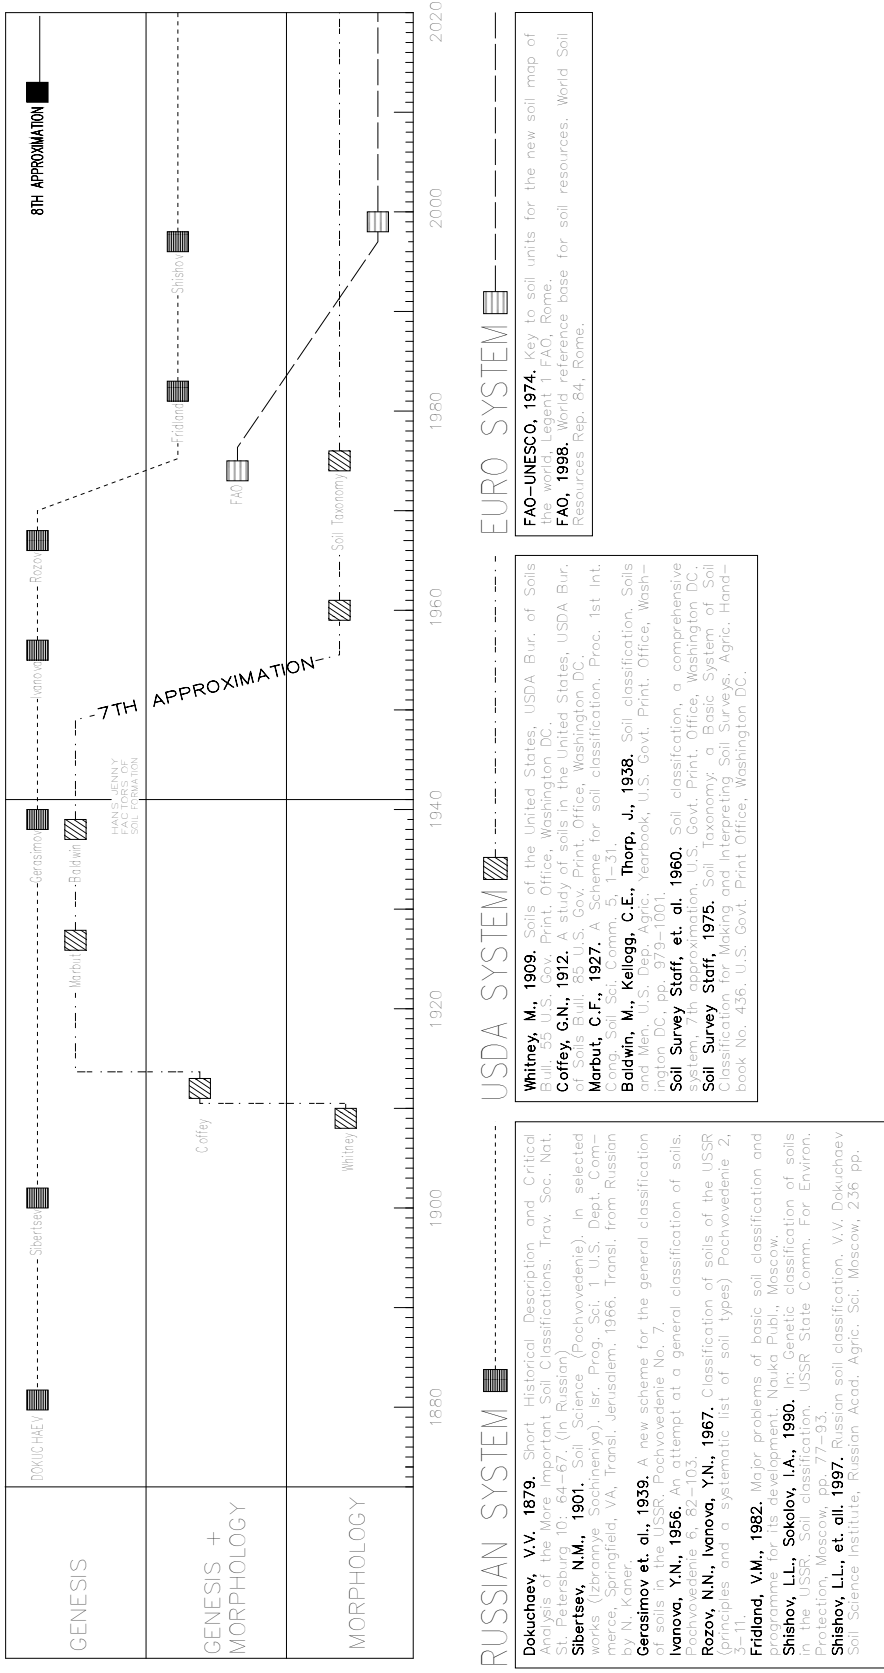 GENESIS
GENESIS +
MORPHOLOGY
MORPHOLOGY
DOKUCHAEV
Sibertsev
Gerasimov
Ivanova
Rozov
8TH APPROXIMATION
Marbut
Baldwin
HANS JENNY
FACTORS OF
SOIL FORMATION
7TH APPROXIMATION
Coffey
FAO
Fridland
Shishov
Whitney
Soil Taxonomy
1880
1900
1920
1940
1960
1980
2000
2020
RUSSIAN SYSTEM
Dokuchaev, V.V. 1879. Short Historical Description and Critical
Analysis of the More Important Soil Classifications. Trav. Soc. Nat.
St. Petersburg 10: 64-67. (In Russian)
Sibertsev, N.M., 1901. Soil Science (Pochvovedenie). In selected
works (Izbrannye Sochineniya). Isr. Prog. Sci. 1 U.S. Dept. Com-
merce, Springfield, VA, Transl. Jerusalem. 1966. Transl. from Russian
by N. Kaner.
Gerasimov et. al., 1939. A new scheme for the general classification
of soils in the USSR. Pochvovedenie No. 7.
Ivanova, Y.N., 1956. An attempt at a general classification of soils.
Pochvovedenie 6, 82-103.
Rozov, N.N., Ivanova, Y.N., 1967. Classification of soils of the USSR
(principles and a systematic list of soil types) Pochvovedenie 2,
3-11.
Fridland, V.M., 1982. Major problems of basic soil classification and
programme for its development. Nauka Publ., Moscow.
Shishov, L.L., Sokolov, I.A., 1990. In: Genetic classification of soils
in the USSR. Soil classification. USSR State Comm. For Environ.
Protection, Moscow, pp. 77-93.
Shishov, L.L., et. all. 1997. Russian soil classification. V.V. Dokuchaev
Soil Science Institute, Russian Acad. Agric. Sci. Moscow, 236 pp.
USDA SYSTEM
Whitney, M., 1909. Soils of the United States, USDA Bur. of Soils
Bull. 55 U.S. Gov. Print. Office, Washington DC.
Coffey, G.N., 1912. A study of soils in the United States, USDA Bur.
of Soils Bull. 85 U.S. Gov. Print. Office, Washington DC.
Marbut, C.F., 1927. A Scheme for soil classification. Proc. 1st Int.
Cong. Soil Sci. Comm. 5, 1-31.
Baldwin, M., Kellogg, C.E., Thorp, J., 1938. Soil classification. Soils
and Men. U.S. Dep. Agric. Yearbook, U.S. Govt. Print. Office, Wash-
ington DC, pp. 979-1001.
Soil Survey Staff, et. al. 1960. Soil classifcation, a comprehensive
system, 7th approximation. U.S. Govt. Print. Office, Washington DC.
Soil Survey Staff, 1975. Soil Taxonomy: a Basic System of Soil
Classification for Making and Interpreting Soil Surveys. Agric. Hand-
book No. 436. U.S. Govt. Print Office, Washington DC.
EURO SYSTEM
FAO-UNESCO, 1974. Key to soil units for the new soil map of
the world, Legent 1 FAO, Rome.
FAO, 1998. World reference base for soil resources. World Soil
Resources Rep. 84, Rome.